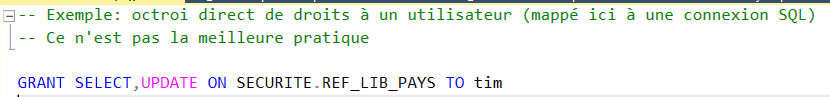 -- Exemple: octroi direct de droits à un utilisateur (mappé ici à une connexion SQL)
-- Ce n'est pas la meilleure pratique
GRANT SELECT,UPDATE ON SECURITE.REF_LIB_PAYS TO tim